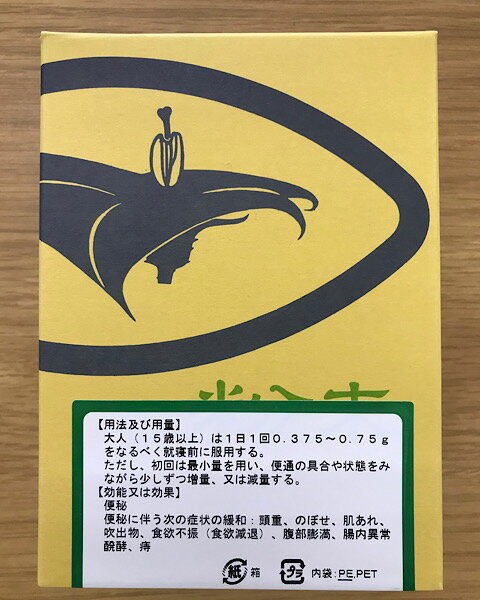 【用法及び用量】
大人（１５歳以上）は１日１回０.３７５～０.７５ｇ
をなるべく就寝前に服用する。
ただし、初回は最小量を用い、便通の具合や状態をみ
ながら少しずつ増量、又は減量する。
【効能又は効果】
便秘
便秘に伴う次の症状の緩和：頭重、のぼせ、肌あれ、
吹出物、食欲不振（食欲減退）、腹部膨満、腸内異常
醗酵、痔
紙 箱 プラ 内袋：PE,PET